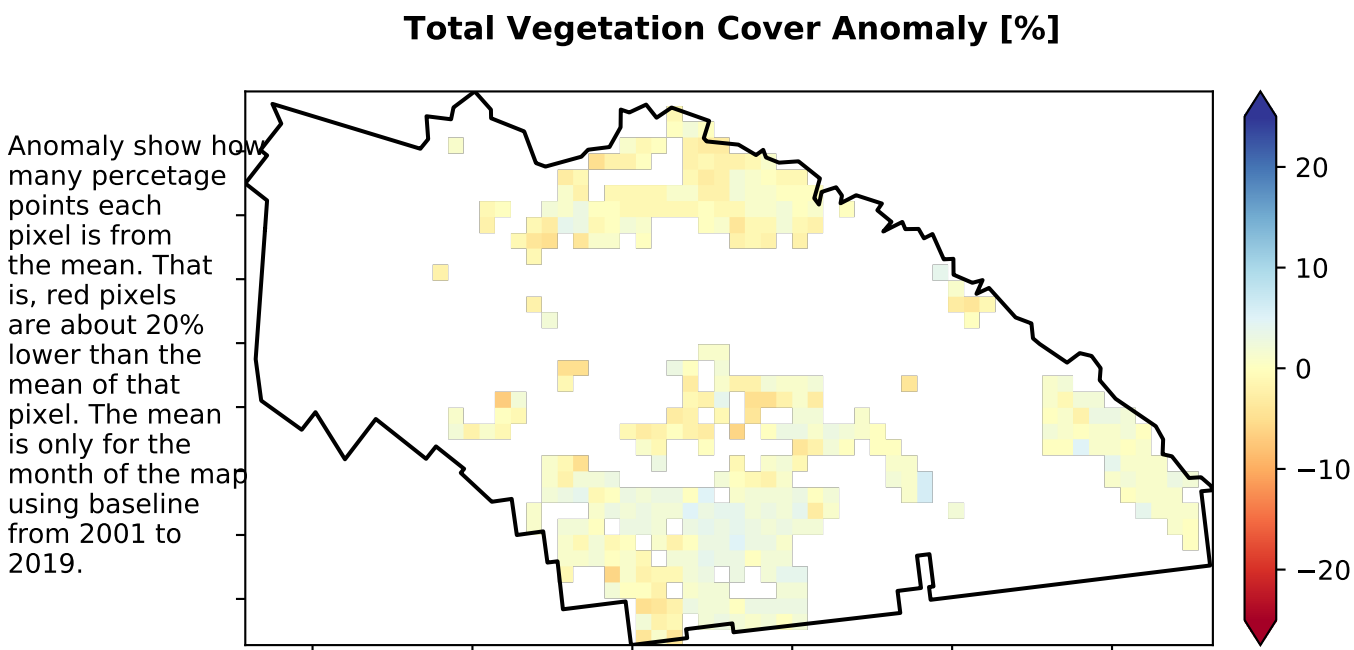 Total Vegetation Cover Anomaly [%]
Anomaly show how
many percetage
points each
pixel is from
the mean. That
is, red pixels
are about 20%
lower than the
mean of that
pixel. The mean
is only for the
month of the map
using baseline
from 2001 to
2019.
20
10
0
−10
−20